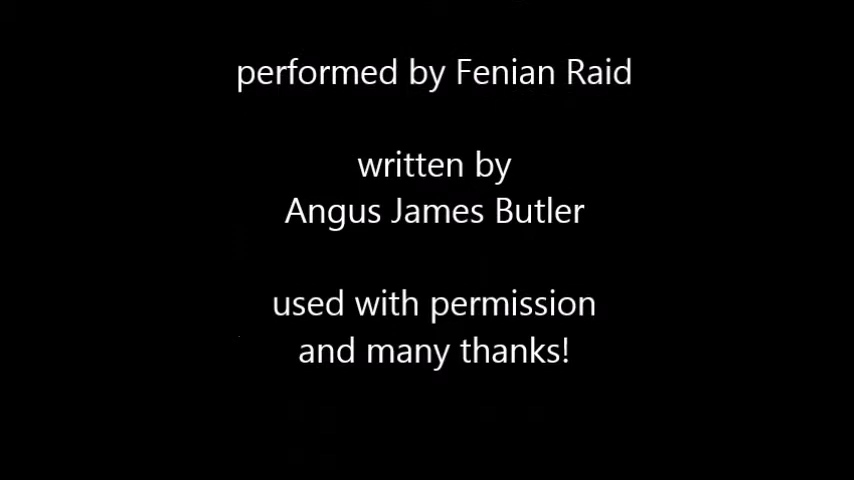 performed by Fenian Raid
written by
Angus James Butler
used with permission
and many thanks!